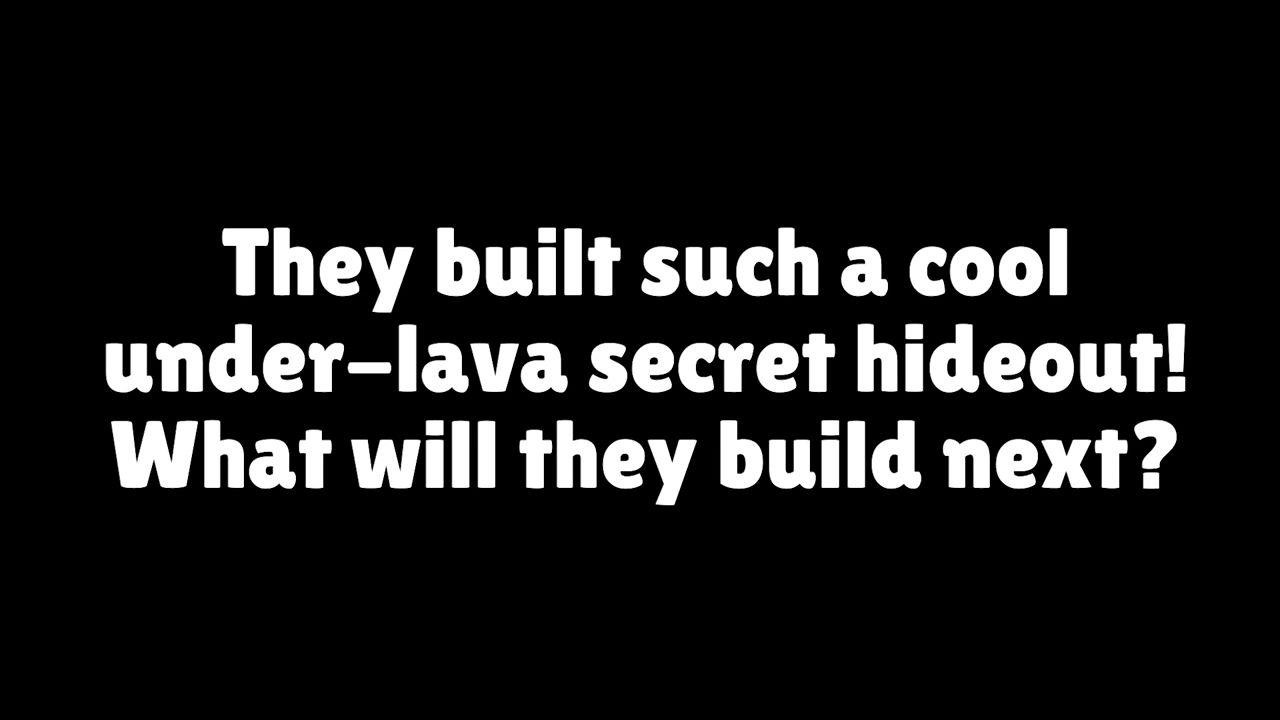 They built such a cool
under-lava secret hideout!
What will they build next?